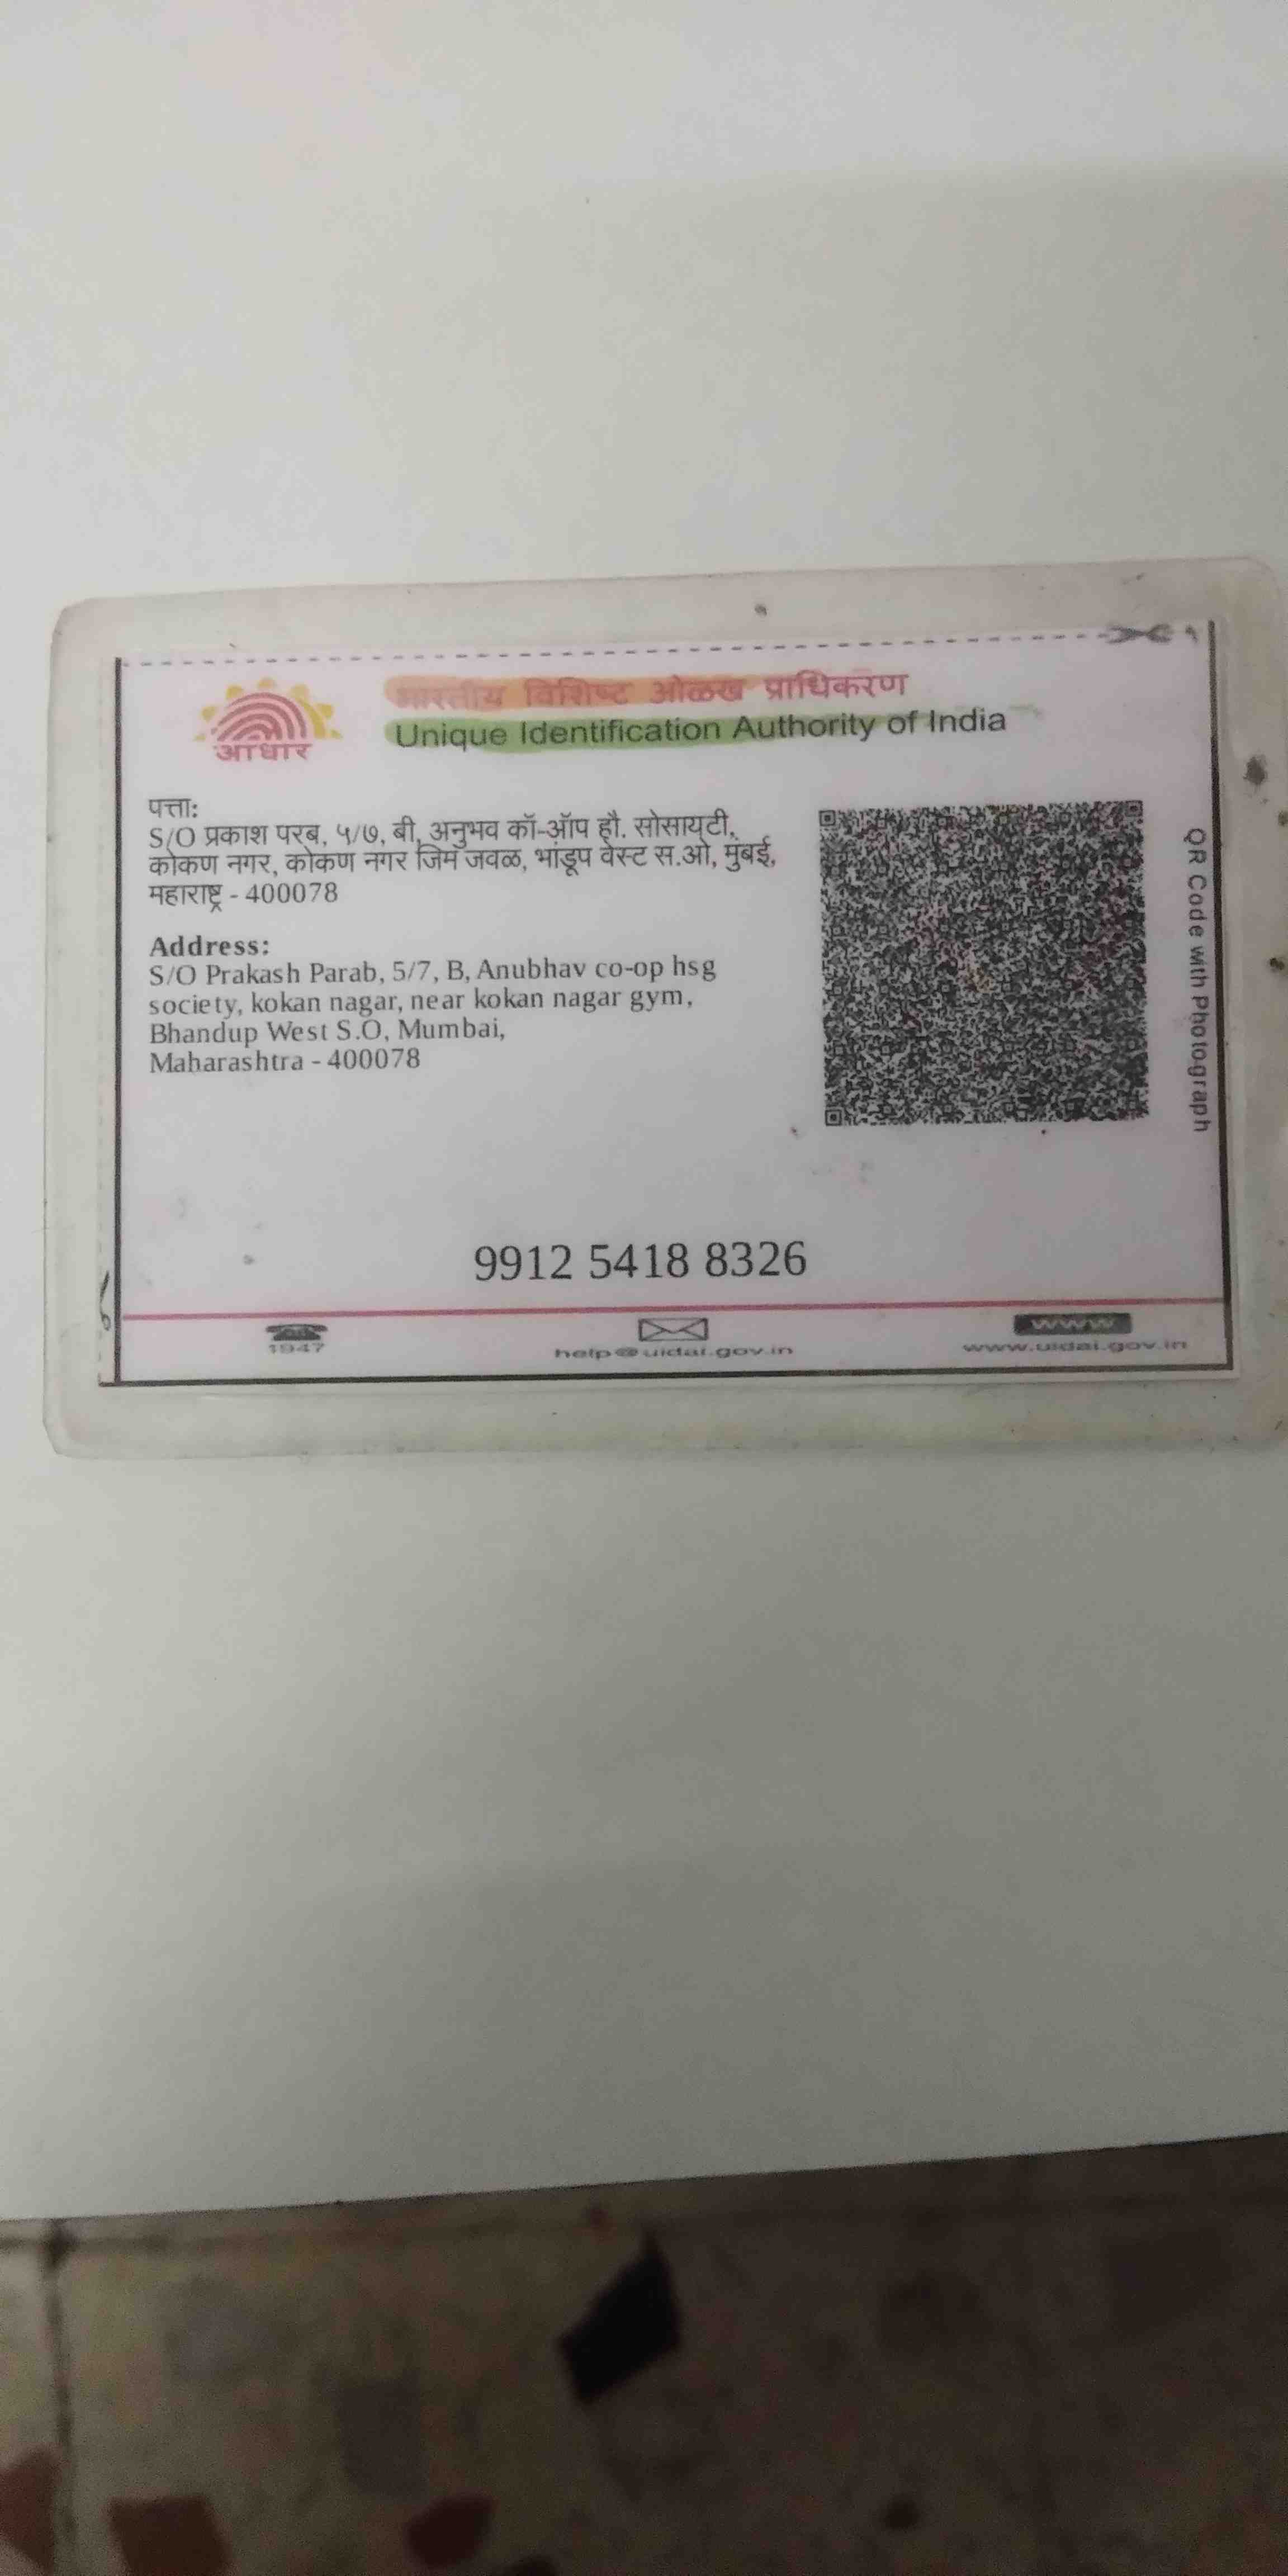 भारतीय विशिष्ट ओळख प्राधिकरण
Unique Identification Authority of India
आधार
पत्ता:
S/O प्रकाश परब, ५/७, बी, अनुभव कॉ-ऑप हौ. सोसायटी,
कोकण नगर, कोकण नगर जिम जवळ, भांडूप वेस्ट स.ओ, मुंबई,
महाराष्ट्र - 400078
Address:
S/O Prakash Parab, 5/7, B, Anubhav co-op hsg
society, kokan nagar, near kokan nagar gym,
Bhandup West S.O, Mumbai,
Maharashtra - 400078
QR Code with Photograph
9912 5418 8326
1947
help@uidai.gov.in
www
www.uidai.gov.in